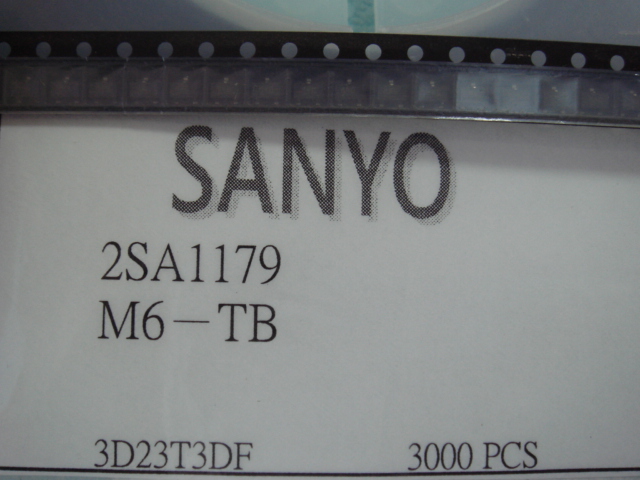 SANYO
2SA1179
M6-TB
3D23T3DF 3000 PCS